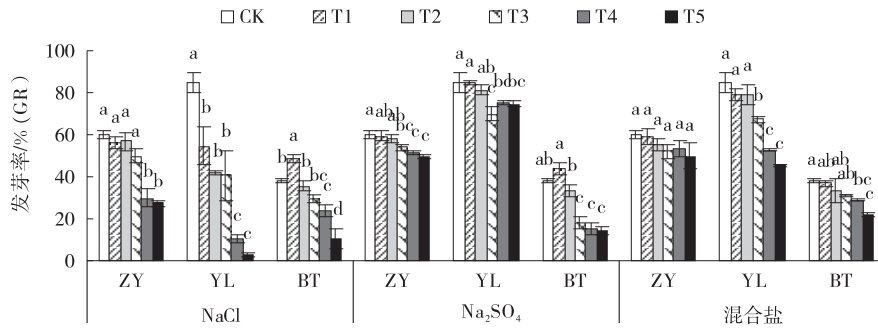 CK T1 T2 T3 T4 T5
发芽率/% (GR)
100
80
60
40
20
0
a a a a b b
a b b b c c
b a b bc c d
a ab ab bc c c
a a ab c bc bc
ab a b c c c
a a a a a a
a a a b c c
a ab ab ab bc c
ZY YL BT ZY YL BT ZY YL BT
NaCl Na₂SO₄ 混合盐